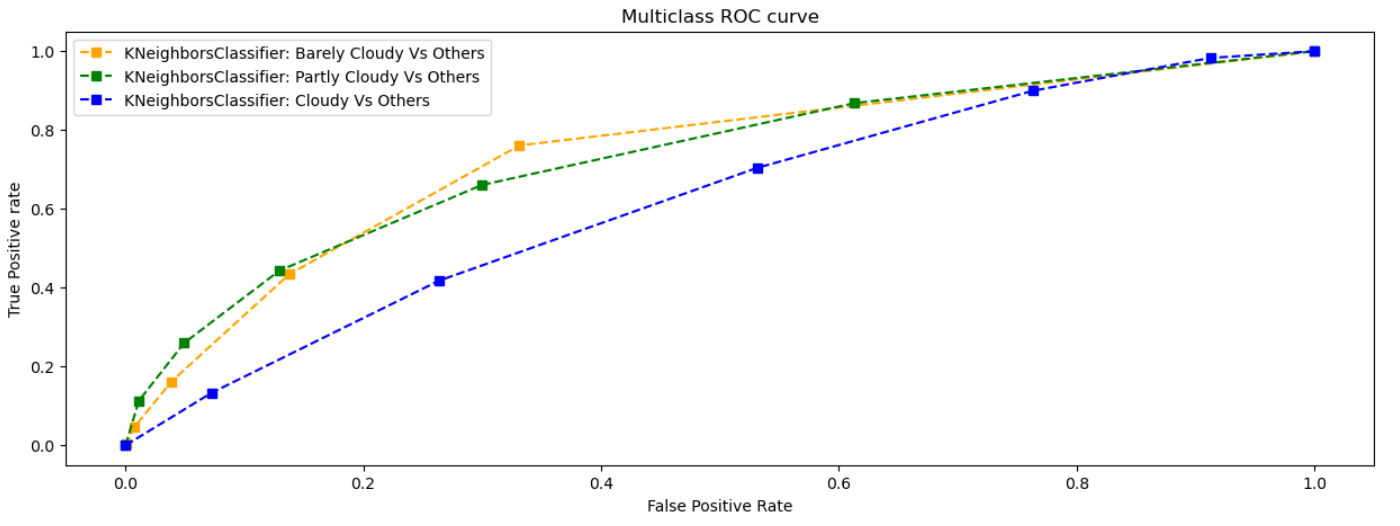 Multiclass ROC curve
KNeighborsClassifier: Barely Cloudy Vs Others
KNeighborsClassifier: Partly Cloudy Vs Others
KNeighborsClassifier: Cloudy Vs Others
True Positive rate
1.0
0.8
0.6
0.4
0.2
0.0
0.0 0.2 0.4 0.6 0.8 1.0
False Positive Rate